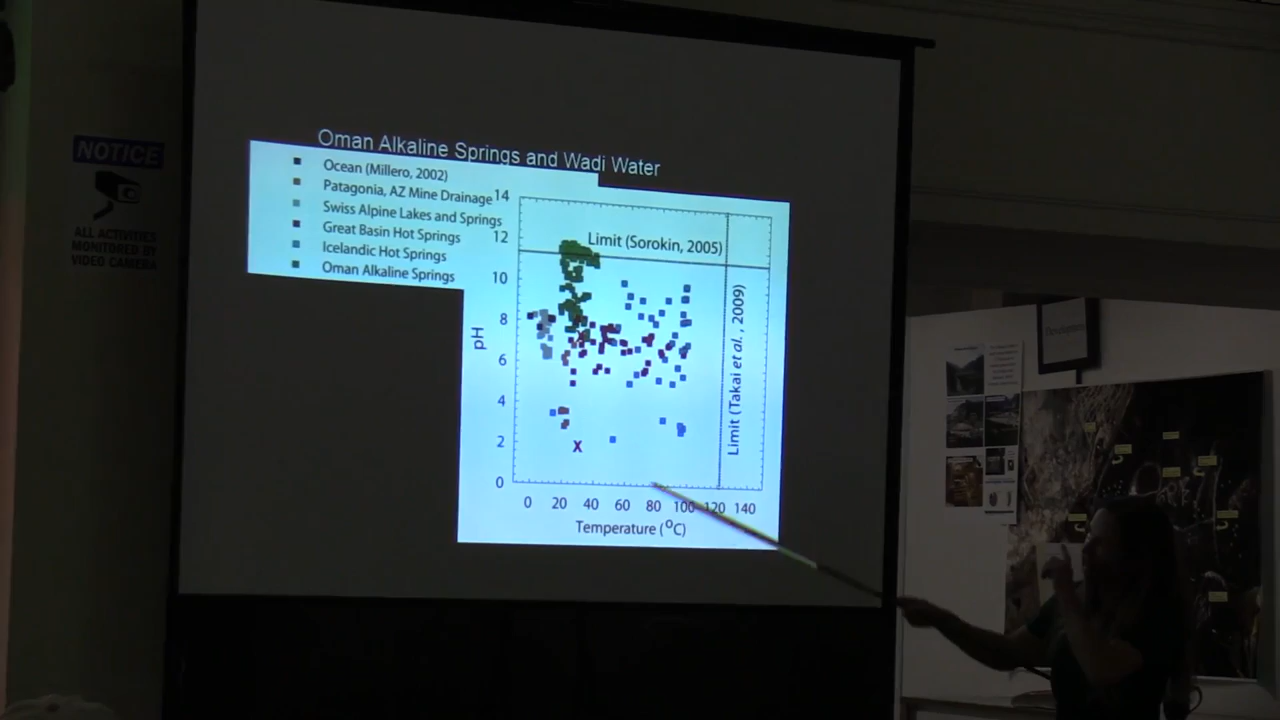 NOTICE
ALL ACTIVITIES
MONITORED BY
VIDEO CAMERA
Oman Alkaline Springs and Wadi Water
Ocean (Millero, 2002)
Patagonia, AZ Mine Drainage
Swiss Alpine Lakes and Springs
Great Basin Hot Springs
Icelandic Hot Springs
Oman Alkaline Springs
14
12
10
8
6
4
2
0
pH
Limit (Sorokin, 2005)
Limit (Takai et al., 2009)
X
0 20 40 60 80 100 120 140
Temperature (°C)